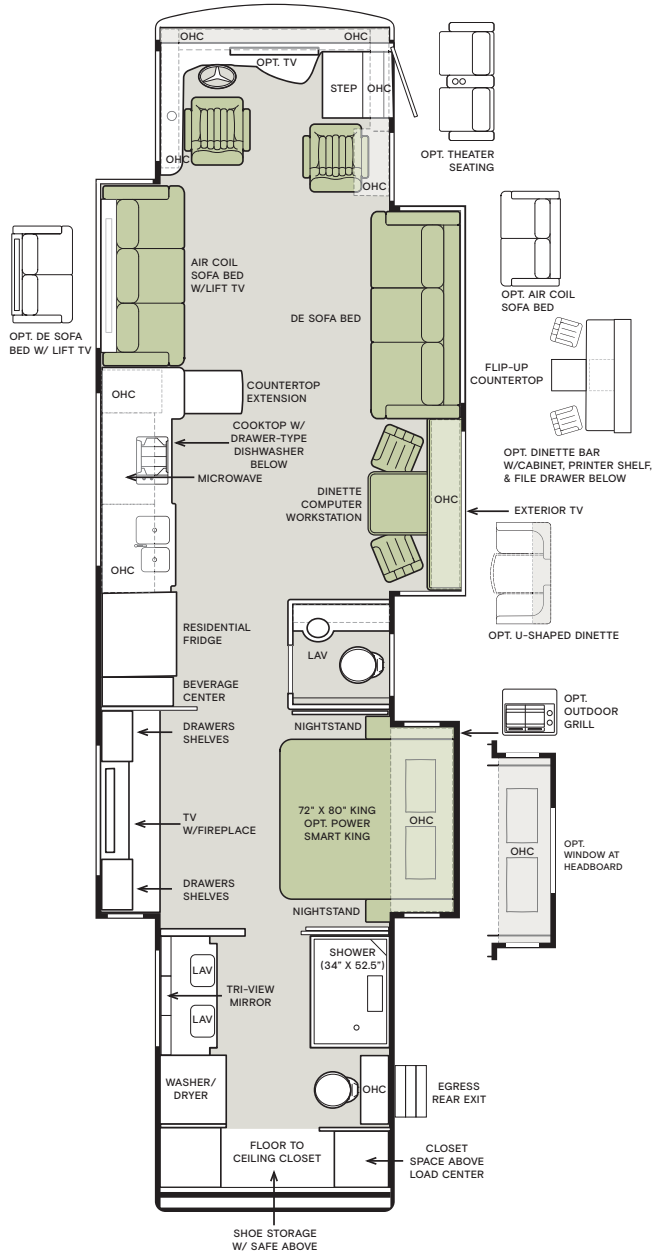 OHC
OHC
OPT. TV
STEP
OHC
OHC
OHC
OPT. THEATER
SEATING
AIR COIL
SOFA BED
W/LIFT TV
DE SOFA BED
OPT. AIR COIL
SOFA BED
OPT. DE SOFA
BED W/ LIFT TV
OHC
COUNTERTOP
EXTENSION
FLIP-UP
COUNTERTOP
COOKTOP W/
DRAWER-TYPE
DISHWASHER
BELOW
MICROWAVE
OPT. DINETTE BAR
W/CABINET, PRINTER SHELF,
& FILE DRAWER BELOW
DINETTE
COMPUTER
WORKSTATION
OHC
EXTERIOR TV
OHC
OPT. U-SHAPED DINETTE
RESIDENTIAL
FRIDGE
LAV
BEVERAGE
CENTER
OPT.
OUTDOOR
GRILL
DRAWERS
SHELVES
NIGHTSTAND
TV
W/FIREPLACE
72" X 80" KING
OPT. POWER
SMART KING
OHC
OHC
OPT.
WINDOW AT
HEADBOARD
DRAWERS
SHELVES
NIGHTSTAND
SHOWER
(34" X 52.5")
LAV
TRI-VIEW
MIRROR
LAV
WASHER/
DRYER
OHC
EGRESS
REAR EXIT
FLOOR TO
CEILING CLOSET
CLOSET
SPACE ABOVE
LOAD CENTER
SHOE STORAGE
W/ SAFE ABOVE